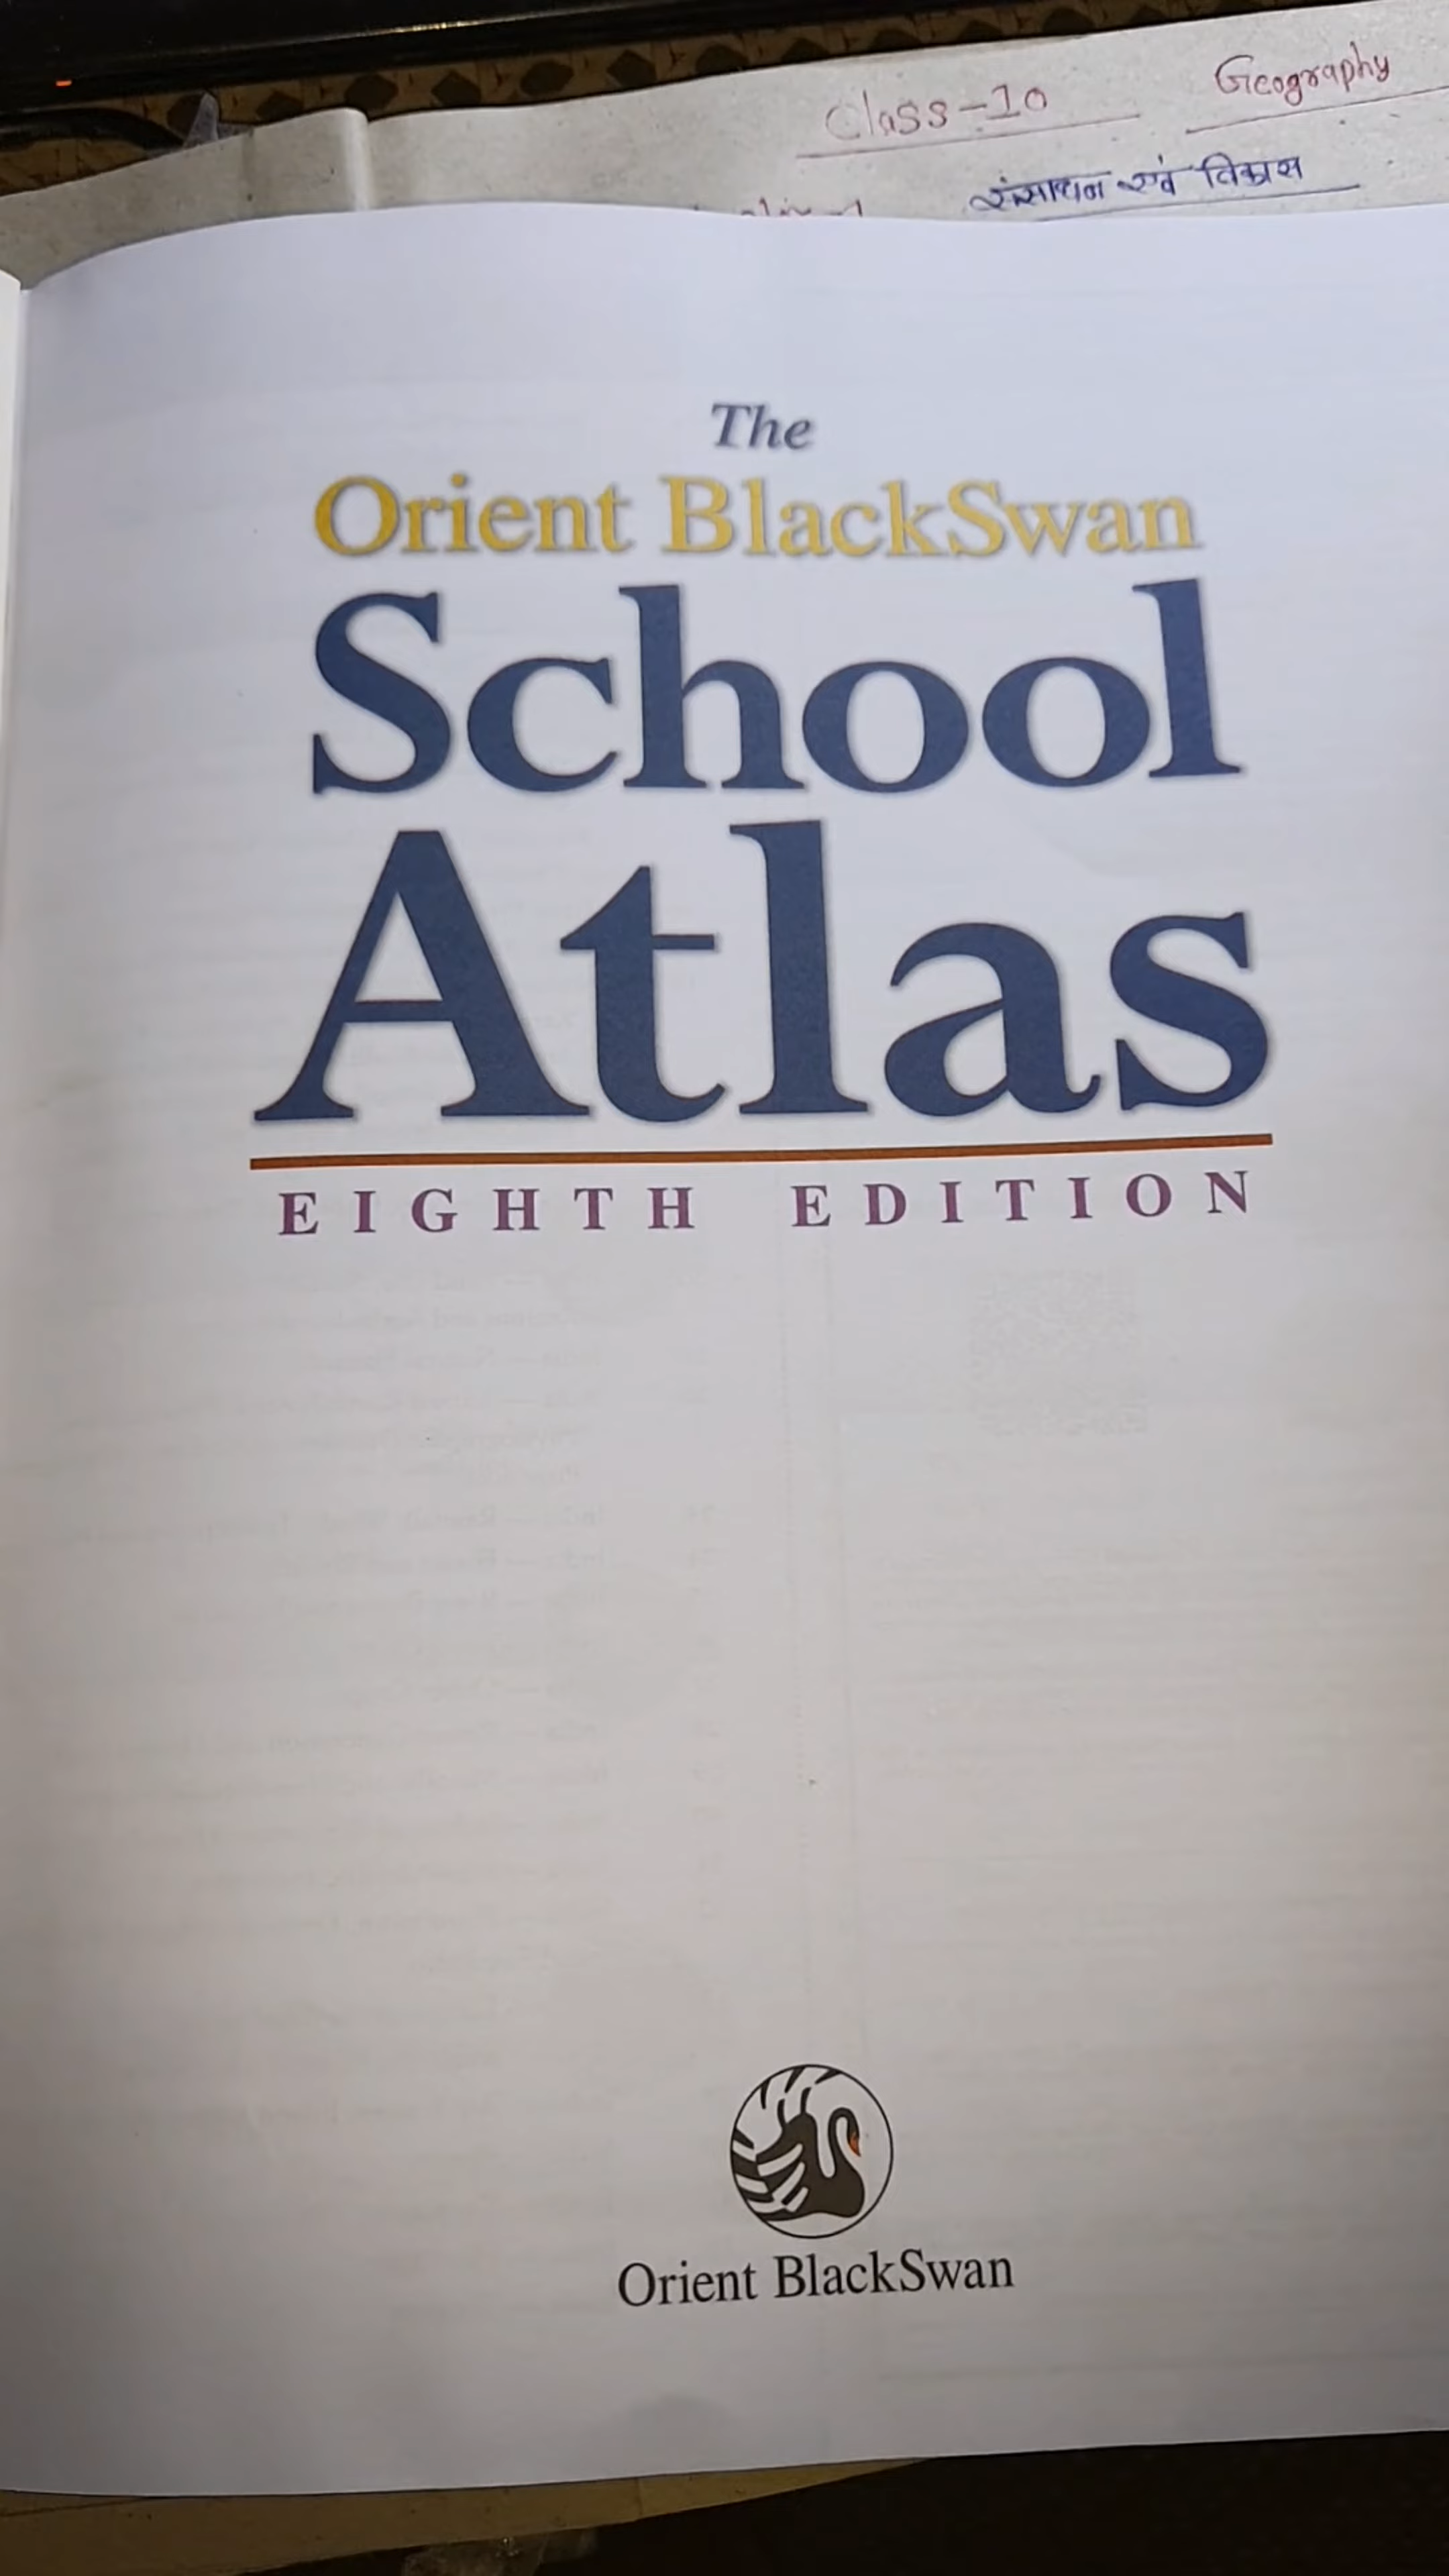 Class-10 Geography
संसाधन एवं विकास
The
Orient BlackSwan
School
Atlas
EIGHTH EDITION
Orient BlackSwan